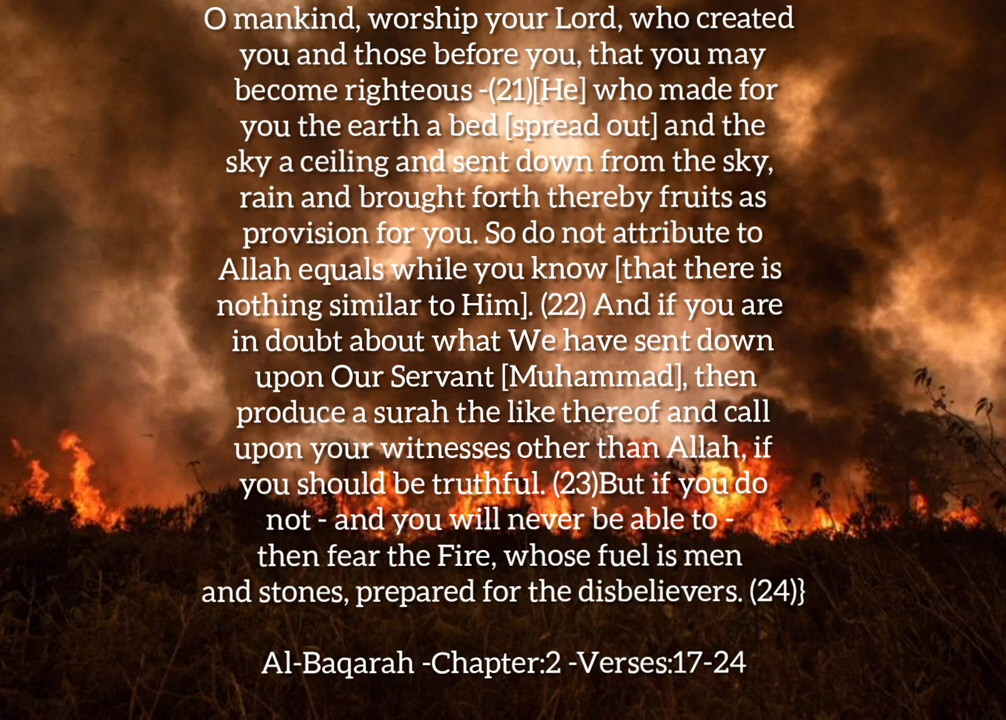 O mankind, worship your Lord, who created
you and those before you, that you may
become righteous -(21)[He] who made for
you the earth a bed [spread out] and the
sky a ceiling and sent down from the sky,
rain and brought forth thereby fruits as
provision for you. So do not attribute to
Allah equals while you know [that there is
nothing similar to Him]. (22) And if you are
in doubt about what We have sent down
upon Our Servant [Muhammad], then
produce a surah the like thereof and call
upon your witnesses other than Allah, if
you should be truthful. (23)But if you do
not - and you will never be able to -
then fear the Fire, whose fuel is men
and stones, prepared for the disbelievers. (24)}
Al-Baqarah -Chapter:2 -Verses:17-24